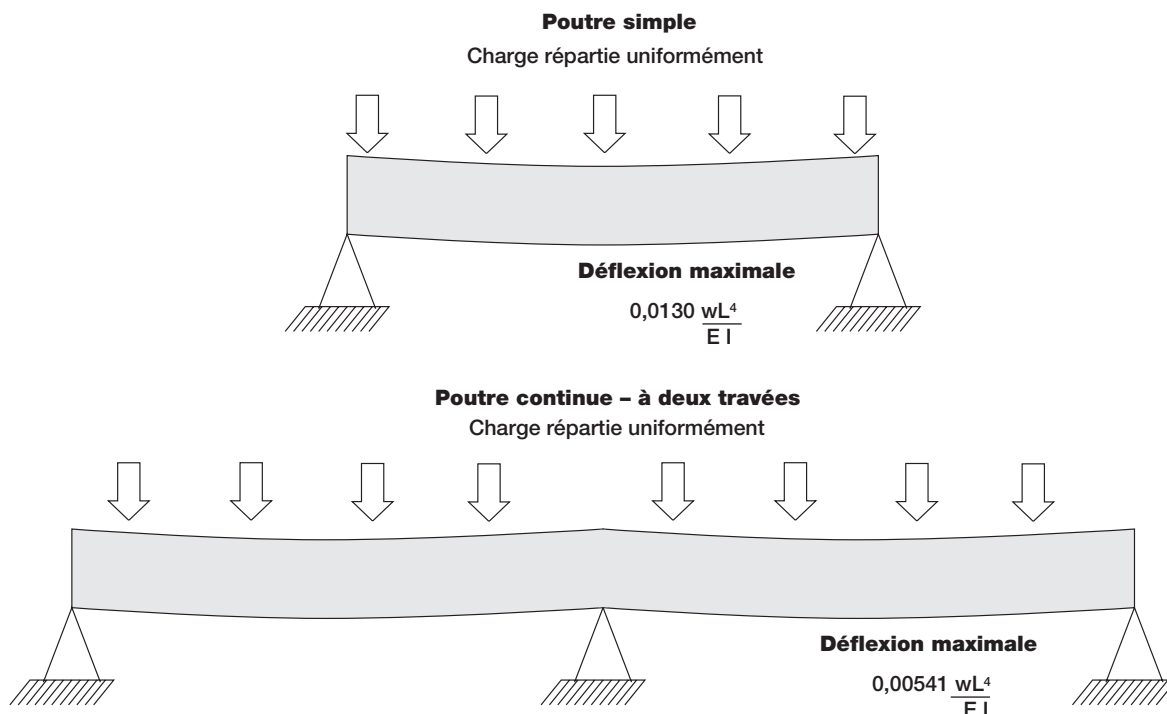 Poutre simple
Charge répartie uniformément
Déflexion maximale
0,0130 wL⁴
E I
Poutre continue – à deux travées
Charge répartie uniformément
Déflexion maximale
0,00541 wL⁴
E I